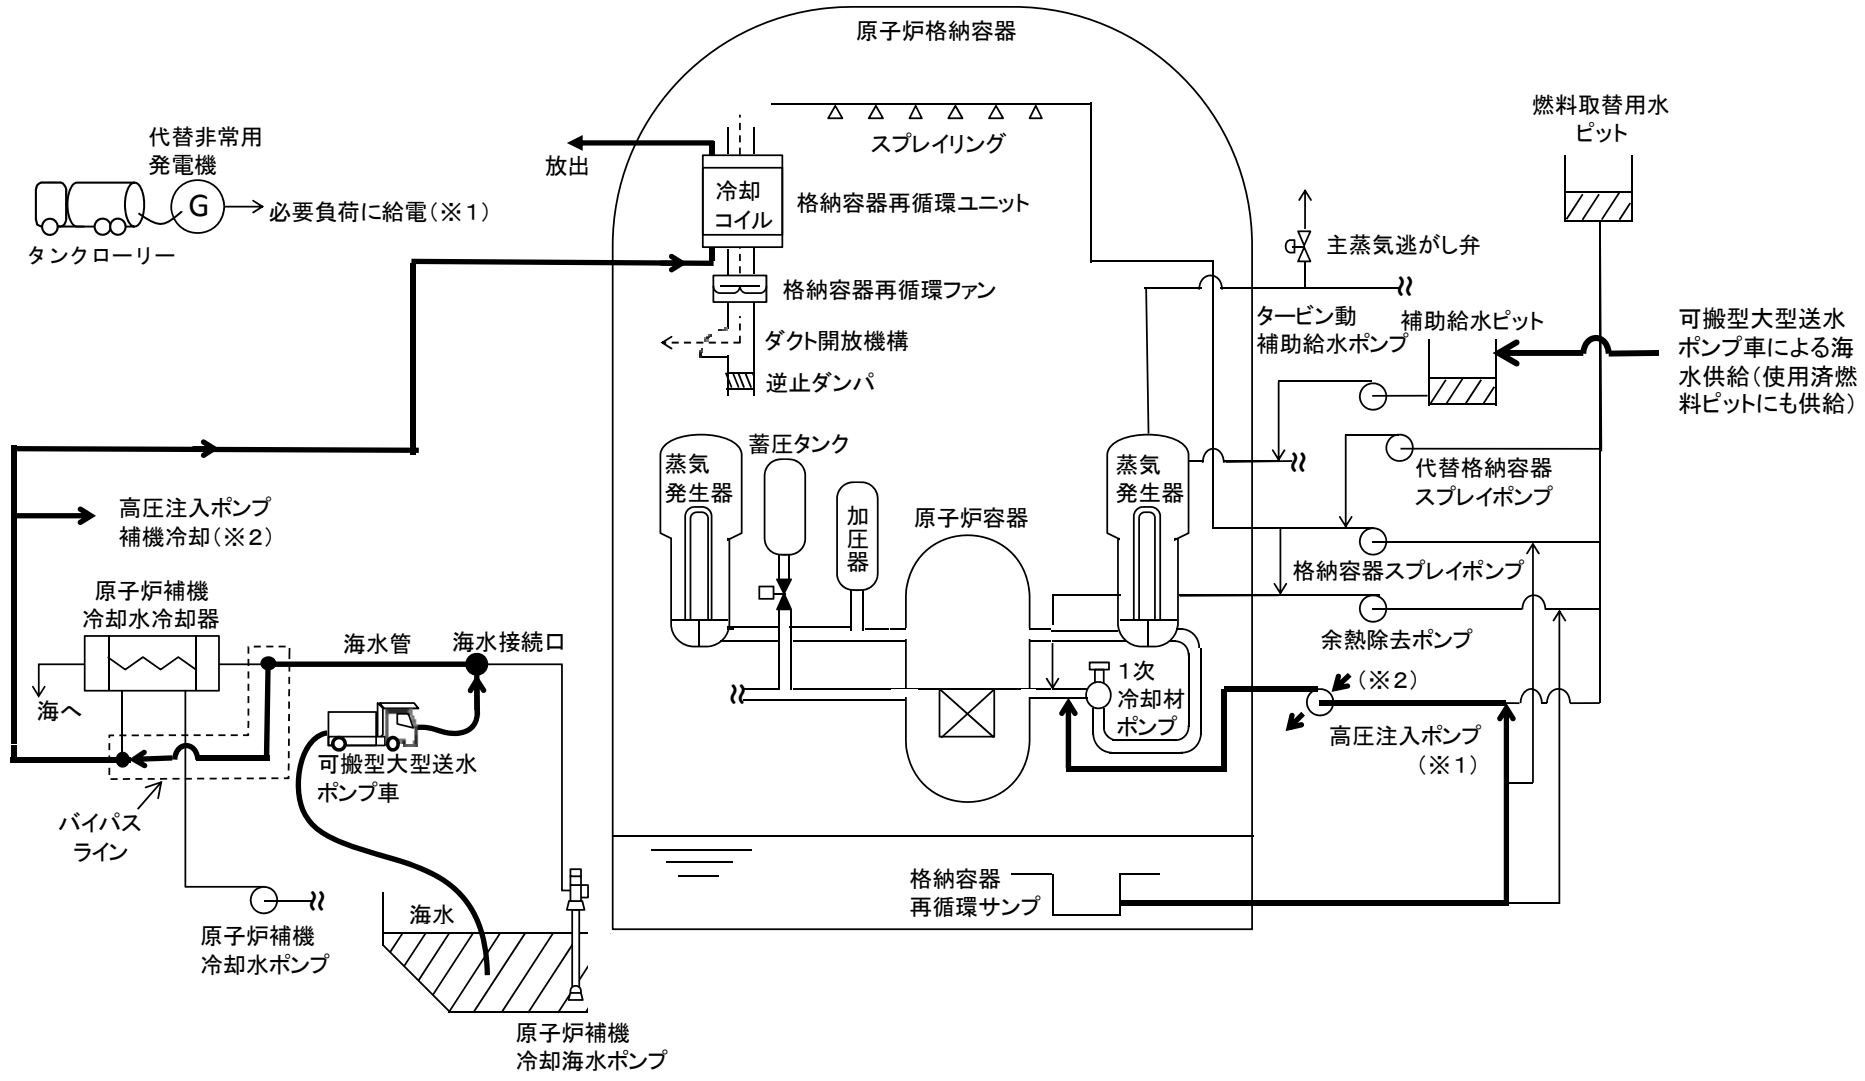 原子炉格納容器
スプレイリング
代替非常用
発電機
G
必要負荷に給電(※1)
タンクローリー
放出
冷却
コイル
格納容器再循環ユニット
格納容器再循環ファン
ダクト開放機構
逆止ダンパ
燃料取替用水
ピット
主蒸気逃がし弁
タービン動
補助給水ポンプ
補助給水ピット
可搬型大型送水
ポンプ車による海
水供給(使用済燃
料ピットにも供給)
蒸気
発生器
蓄圧タンク
加
圧
器
原子炉容器
蒸気
発生器
代替格納容器
スプレイポンプ
格納容器スプレイポンプ
余熱除去ポンプ
(※2)
高圧注入ポンプ
(※1)
1次
冷却材
ポンプ
高圧注入ポンプ
補機冷却(※2)
原子炉補機
冷却水冷却器
海水管
海水接続口
海へ
可搬型大型送水
ポンプ車
バイパス
ライン
原子炉補機
冷却水ポンプ
海水
原子炉補機
冷却海水ポンプ
格納容器
再循環サンプ